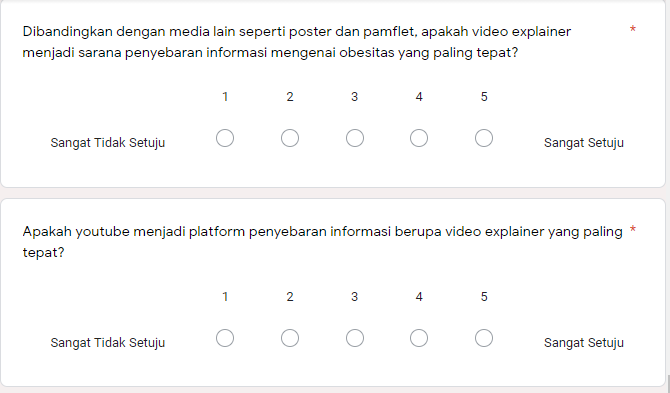 Dibandingkan dengan media lain seperti poster dan pamflet, apakah video explainer *
menjadi sarana penyebaran informasi mengenai obesitas yang paling tepat?
1 2 3 4 5
Sangat Tidak Setuju Sangat Setuju
Apakah youtube menjadi platform penyebaran informasi berupa video explainer yang paling *
tepat?
1 2 3 4 5
Sangat Tidak Setuju Sangat Setuju